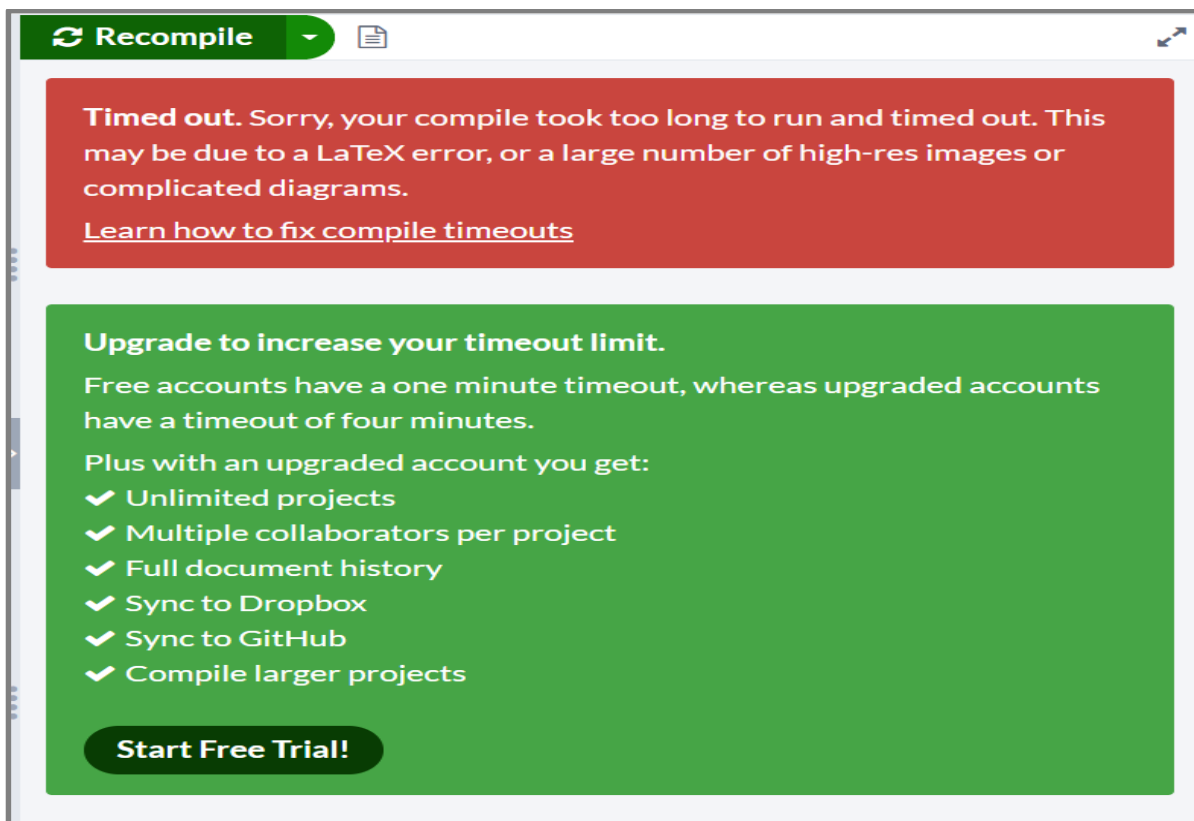 Recompile
Timed out. Sorry, your compile took too long to run and timed out. This
may be due to a LaTeX error, or a large number of high-res images or
complicated diagrams.
Learn how to fix compile timeouts
Upgrade to increase your timeout limit.
Free accounts have a one minute timeout, whereas upgraded accounts
have a timeout of four minutes.
Plus with an upgraded account you get:
Unlimited projects
Multiple collaborators per project
Full document history
Sync to Dropbox
Sync to GitHub
Compile larger projects
Start Free Trial!